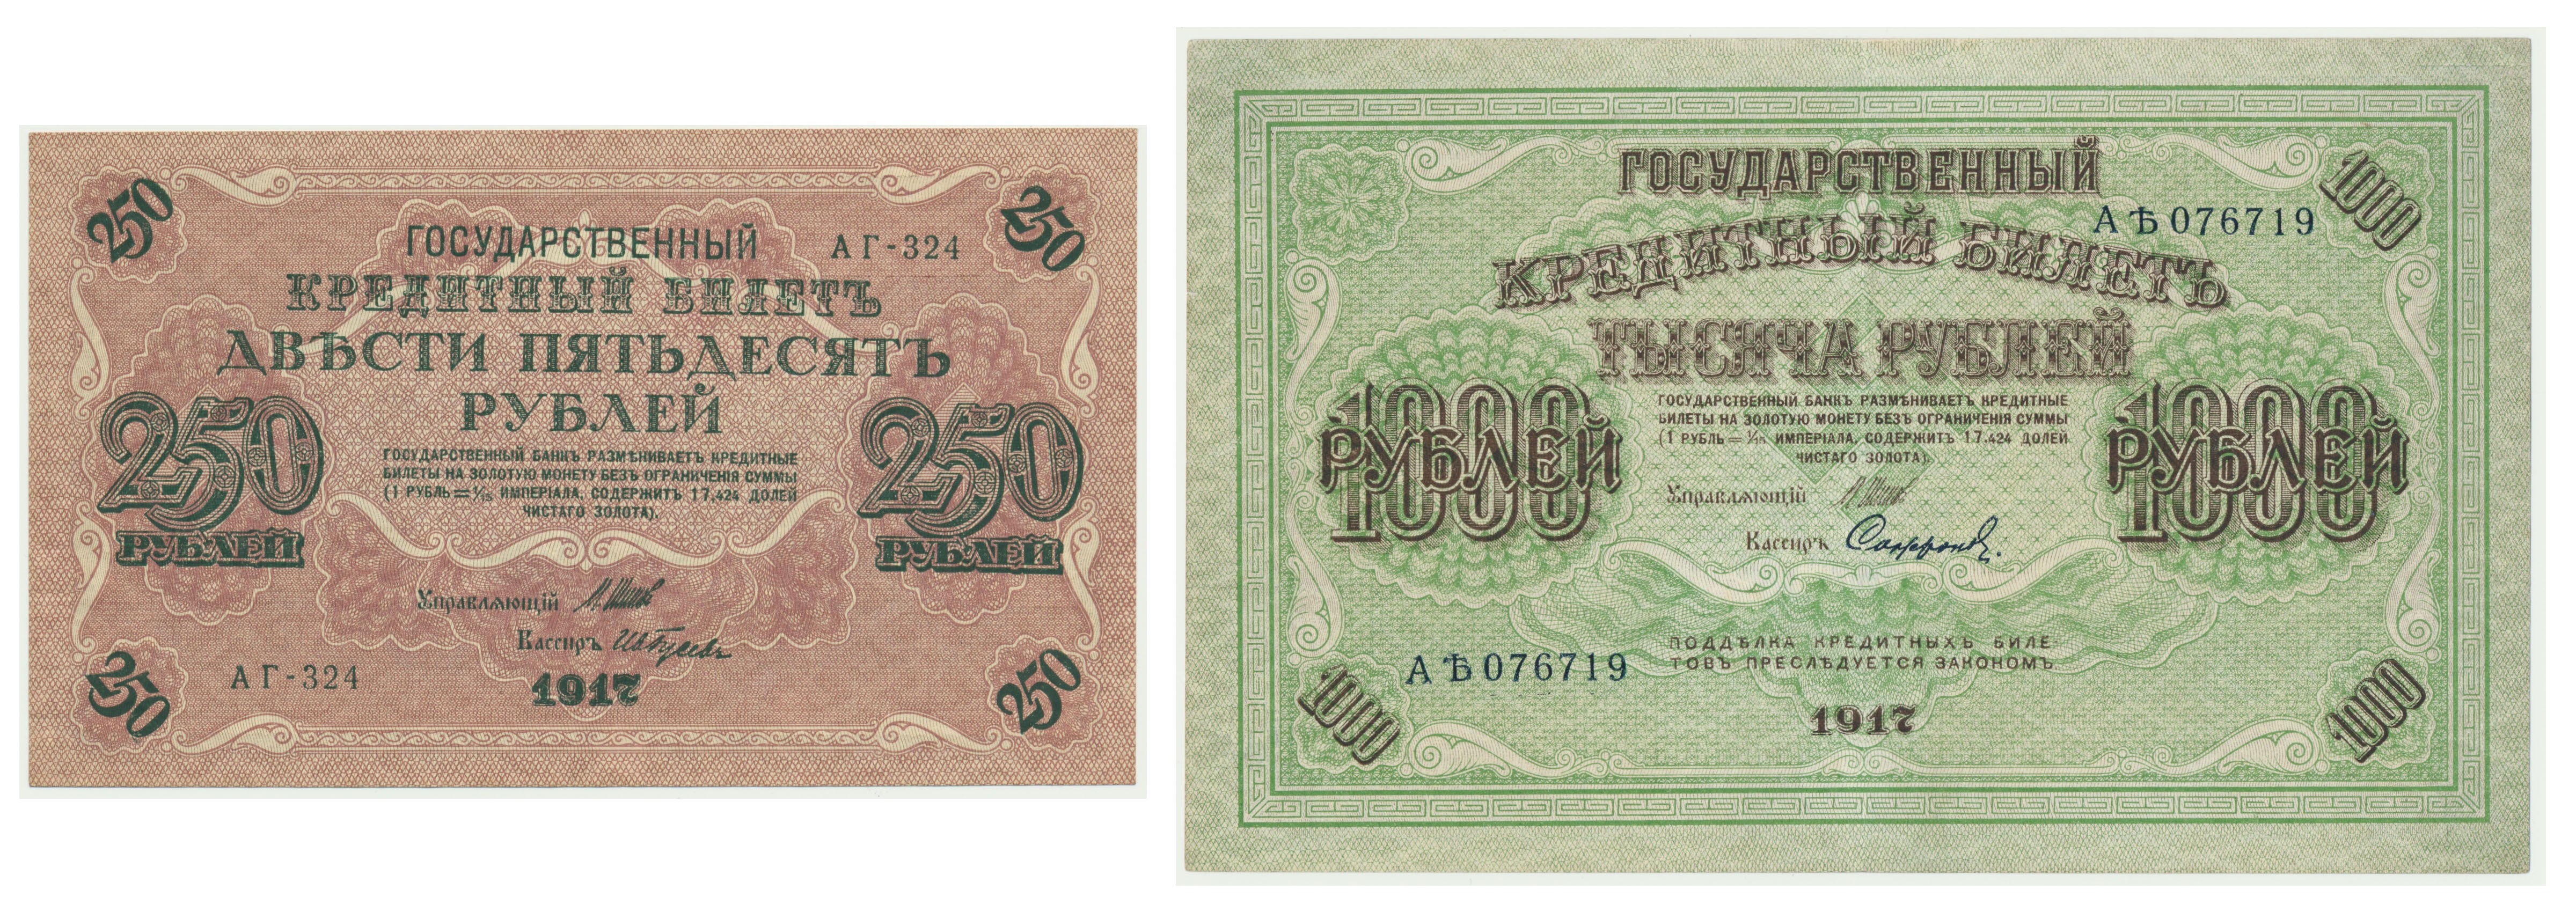 250
250
ГОСУДАРСТВЕННЫЙ
АГ-324
КРЕДИТНЫЙ БИЛЕТЪ
ДВѢСТИ ПЯТЬДЕСЯТЪ
РУБЛЕЙ
250
РУБЛЕЙ
250
РУБЛЕЙ
ГОСУДАРСТВЕННЫЙ БАНКЪ РАЗМѢНИВАЕТЪ КРЕДИТНЫЕ
БИЛЕТЫ НА ЗОЛОТУЮ МОНЕТУ БЕЗЪ ОГРАНИЧЕНІЯ СУММЫ
(1 РУБЛЬ = 1/15 ИМПЕРІАЛА, СОДЕРЖИТЪ 17,424 ДОЛЕЙ
ЧИСТАГО ЗОЛОТА).
Управляющій
Кассиръ
АГ-324
1917
250
250
ГОСУДАРСТВЕННЫЙ
1000
АѢ 076719
КРЕДИТНЫЙ БИЛЕТЪ
ТЫСЯЧА РУБЛЕЙ
1000
РУБЛЕЙ
1000
РУБЛЕЙ
ГОСУДАРСТВЕННЫЙ БАНКЪ РАЗМѢНИВАЕТЪ КРЕДИТНЫЕ
БИЛЕТЫ НА ЗОЛОТУЮ МОНЕТУ БЕЗЪ ОГРАНИЧЕНІЯ СУММЫ
(1 РУБЛЬ = 1/15 ИМПЕРІАЛА, СОДЕРЖИТЪ 17,424 ДОЛЕЙ
ЧИСТАГО ЗОЛОТА).
Управляющій
Кассиръ
ПОДДѢЛКА КРЕДИТНЫХЪ БИЛЕ-
ТОВЪ ПРЕСЛѢДУЕТСЯ ЗАКОНОМЪ
АѢ 076719
1917
1000
1000